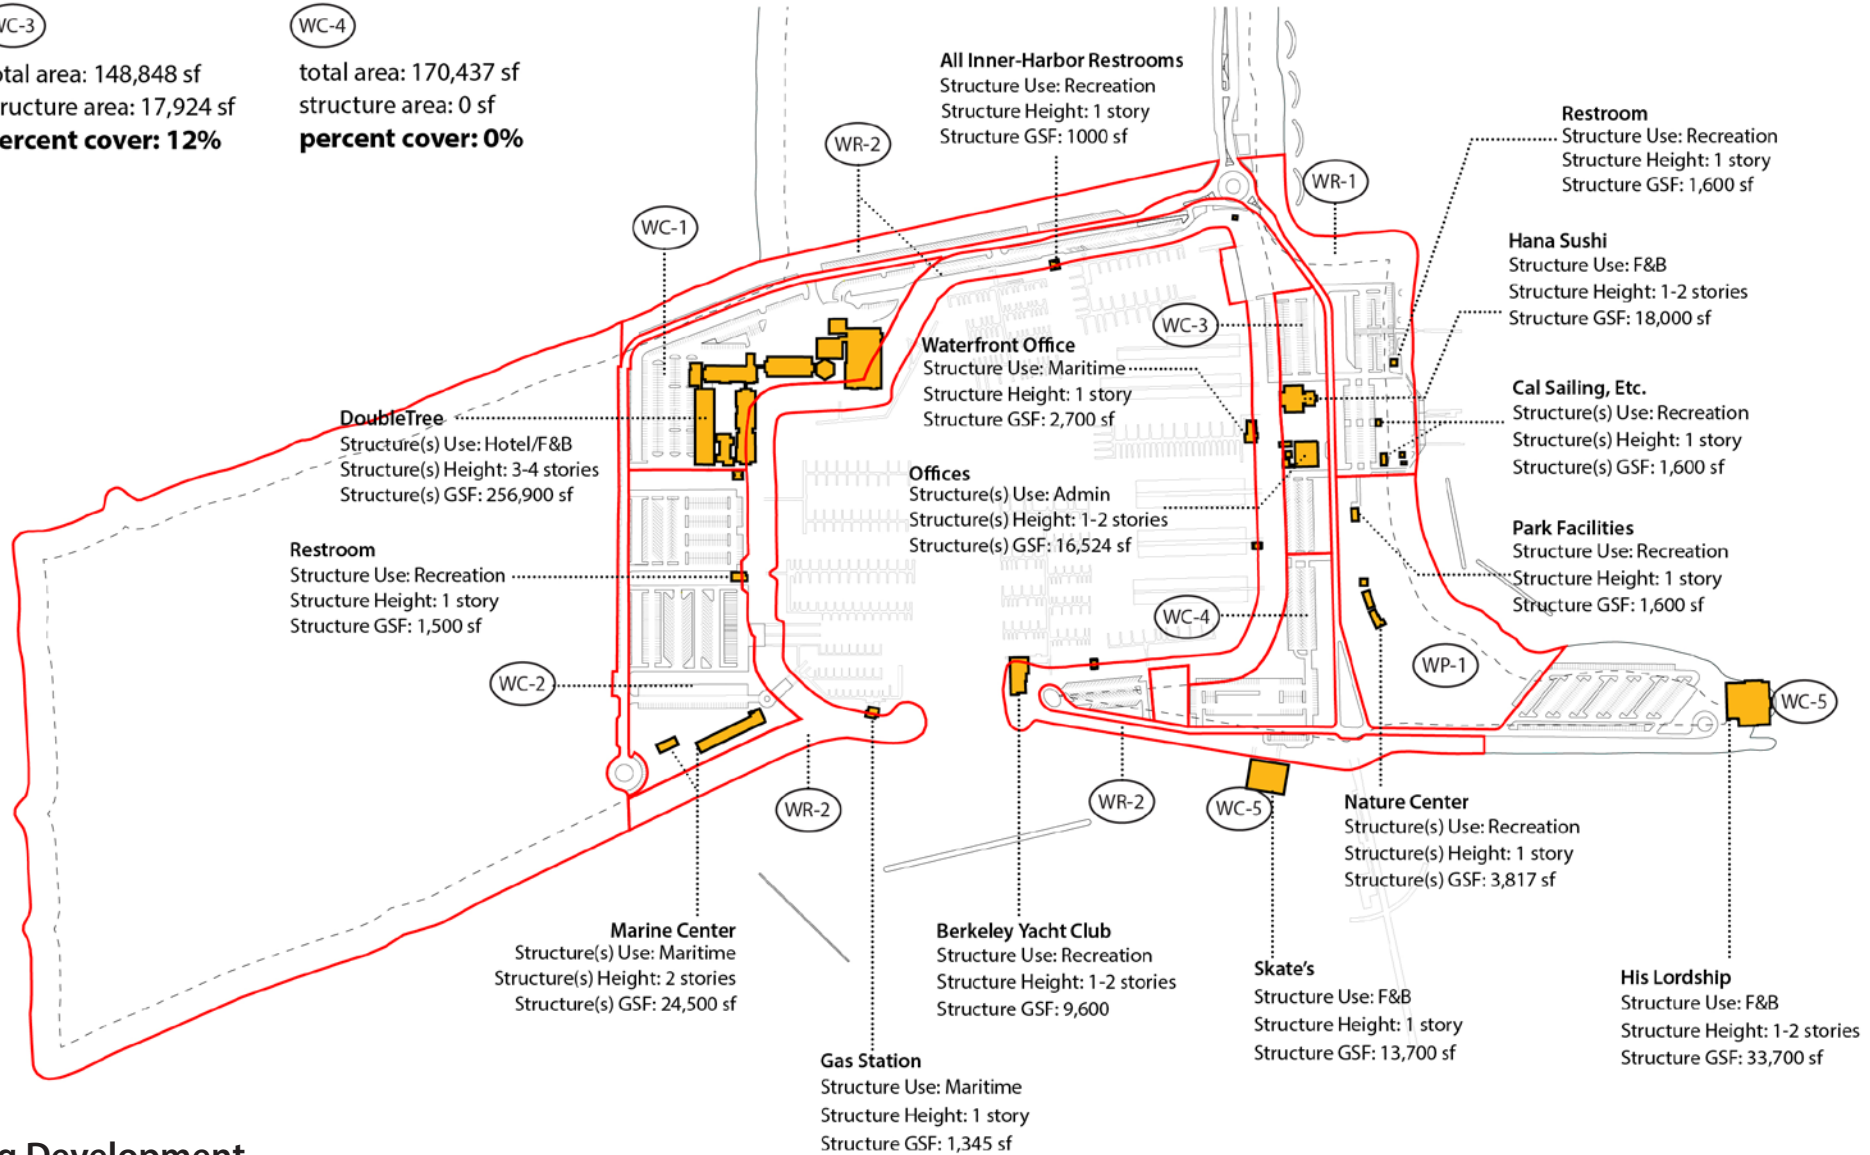 WC-3
otal area: 148,848 sf
ructure area: 17,924 sf
ercent cover: 12%
WC-4
total area: 170,437 sf
structure area: 0 sf
percent cover: 0%
All Inner-Harbor Restrooms
Structure Use: Recreation
Structure Height: 1 story
Structure GSF: 1000 sf
WR-2
WC-1
WR-1
Restroom
Structure Use: Recreation
Structure Height: 1 story
Structure GSF: 1,600 sf
Hana Sushi
Structure Use: F&B
Structure Height: 1-2 stories
Structure GSF: 18,000 sf
WC-3
Waterfront Office
Structure Use: Maritime
Structure Height: 1 story
Structure GSF: 2,700 sf
Cal Sailing, Etc.
Structure(s) Use: Recreation
Structure(s) Height: 1 story
Structure(s) GSF: 1,600 sf
DoubleTree
Structure(s) Use: Hotel/F&B
Structure(s) Height: 3-4 stories
Structure(s) GSF: 256,900 sf
Offices
Structure(s) Use: Admin
Structure(s) Height: 1-2 stories
Structure(s) GSF: 16,524 sf
Park Facilities
Structure Use: Recreation
Structure Height: 1 story
Structure GSF: 1,600 sf
Restroom
Structure Use: Recreation
Structure Height: 1 story
Structure GSF: 1,500 sf
WC-4
WP-1
WC-2
WC-5
WR-2
WR-2
WC-5
Nature Center
Structure(s) Use: Recreation
Structure(s) Height: 1 story
Structure(s) GSF: 3,817 sf
Marine Center
Structure(s) Use: Maritime
Structure(s) Height: 2 stories
Structure(s) GSF: 24,500 sf
Berkeley Yacht Club
Structure Use: Recreation
Structure Height: 1-2 stories
Structure GSF: 9,600
Skate's
Structure Use: F&B
Structure Height: 1 story
Structure GSF: 13,700 sf
His Lordship
Structure Use: F&B
Structure Height: 1-2 stories
Structure GSF: 33,700 sf
Gas Station
Structure Use: Maritime
Structure Height: 1 story
Structure GSF: 1,345 sf
g Development